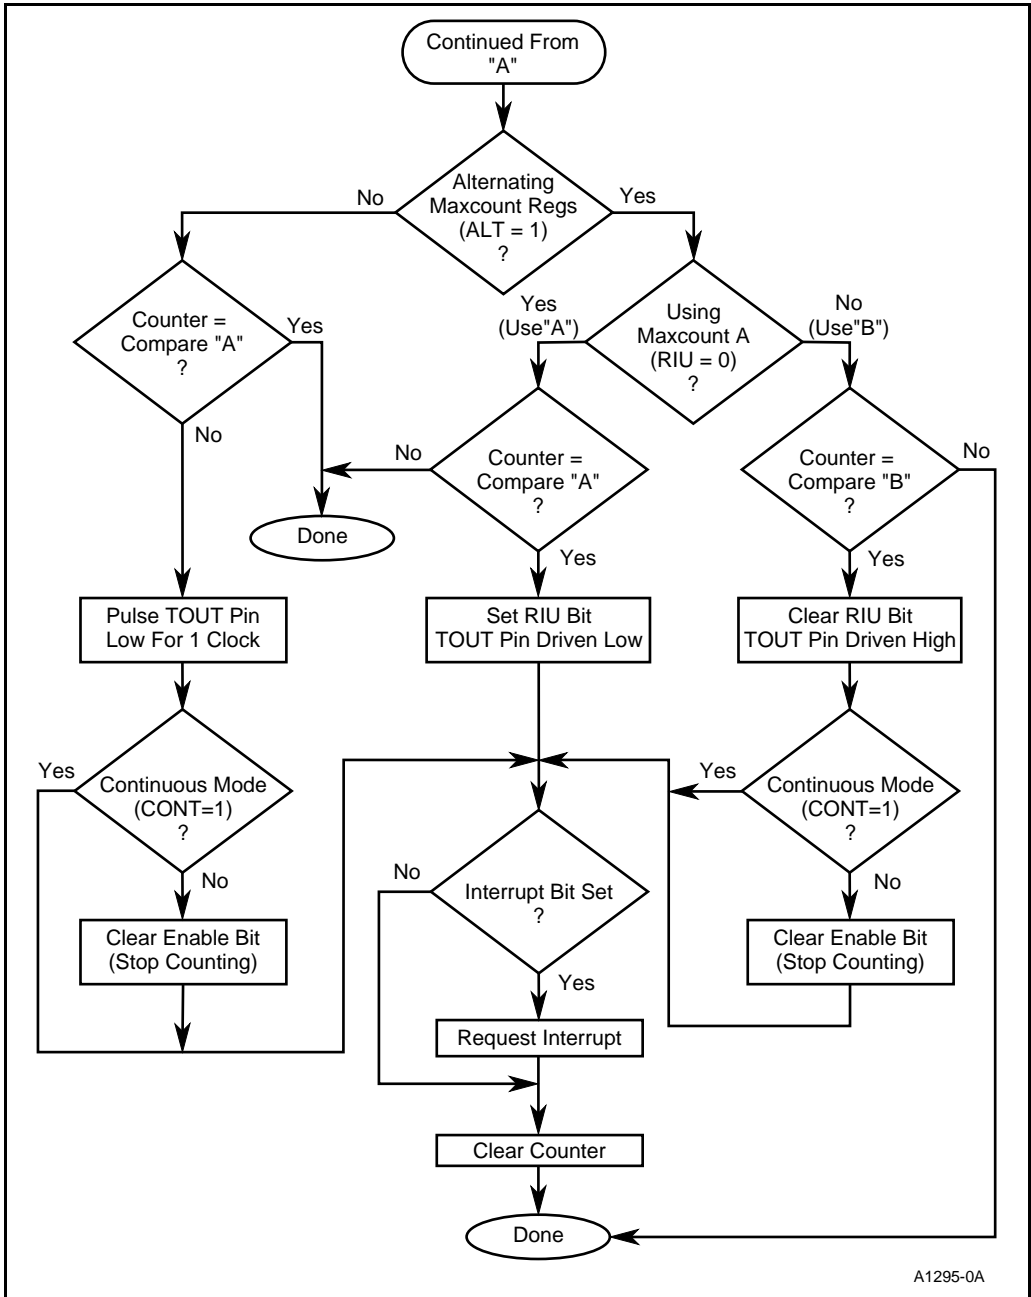 Continued From
"A"
Alternating
Maxcount Regs
(ALT = 1)
?
No
Yes
Counter =
Compare "A"
?
Yes
No
Using
Maxcount A
(RIU = 0)
?
Yes
(Use"A")
No
(Use"B")
Counter =
Compare "A"
?
No
Yes
Counter =
Compare "B"
?
No
Yes
Done
Pulse TOUT Pin
Low For 1 Clock
Set RIU Bit
TOUT Pin Driven Low
Clear RIU Bit
TOUT Pin Driven High
Continuous Mode
(CONT=1)
?
Yes
No
Continuous Mode
(CONT=1)
?
Yes
No
Interrupt Bit Set
?
No
Yes
Clear Enable Bit
(Stop Counting)
Clear Enable Bit
(Stop Counting)
Request Interrupt
Clear Counter
Done
A1295-0A